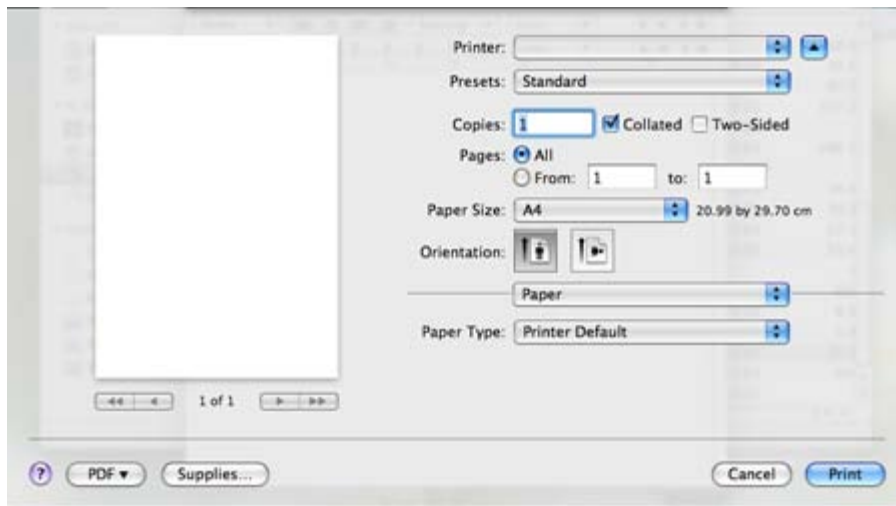 Printer:
Presets: Standard
Copies: 1 Collated Two-Sided
Pages: All
From: 1 to: 1
Paper Size: A4 20.99 by 29.70 cm
Orientation:
Paper
Paper Type: Printer Default
1 of 1
? PDF Supplies... Cancel Print